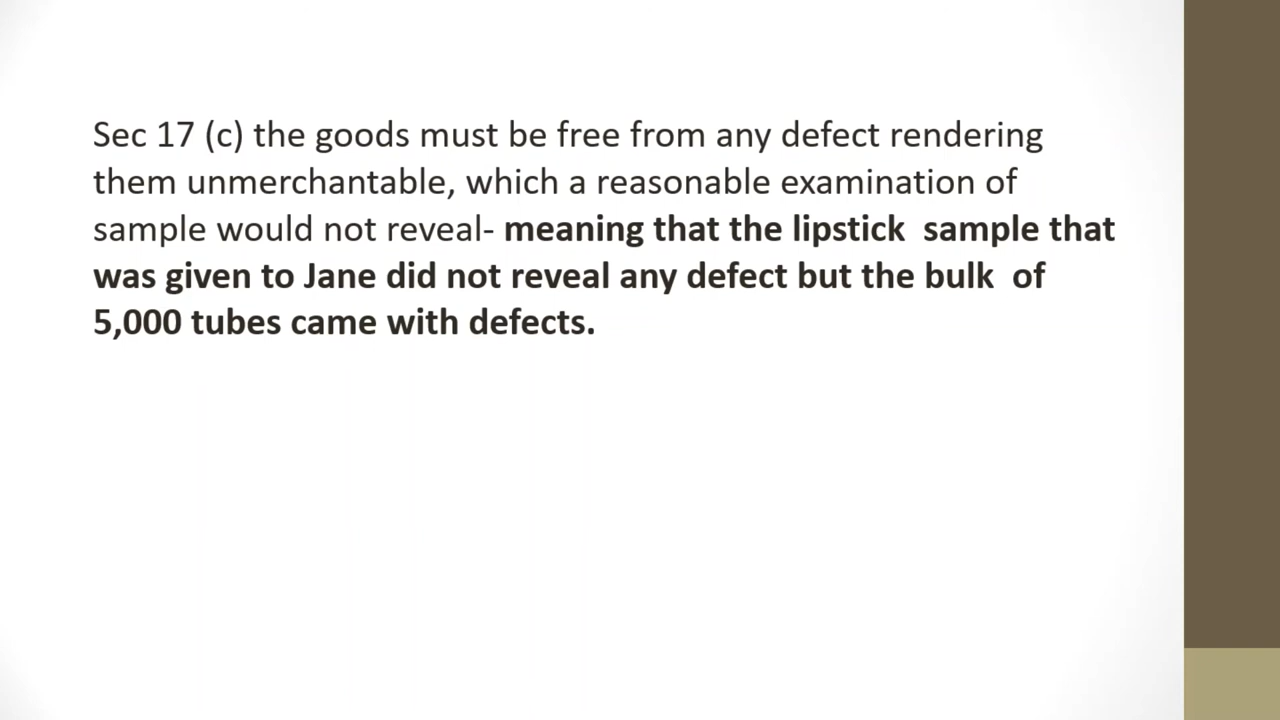 Sec 17 (c) the goods must be free from any defect rendering
them unmerchantable, which a reasonable examination of
sample would not reveal- meaning that the lipstick  sample that
was given to Jane did not reveal any defect but the bulk  of
5,000 tubes came with defects.